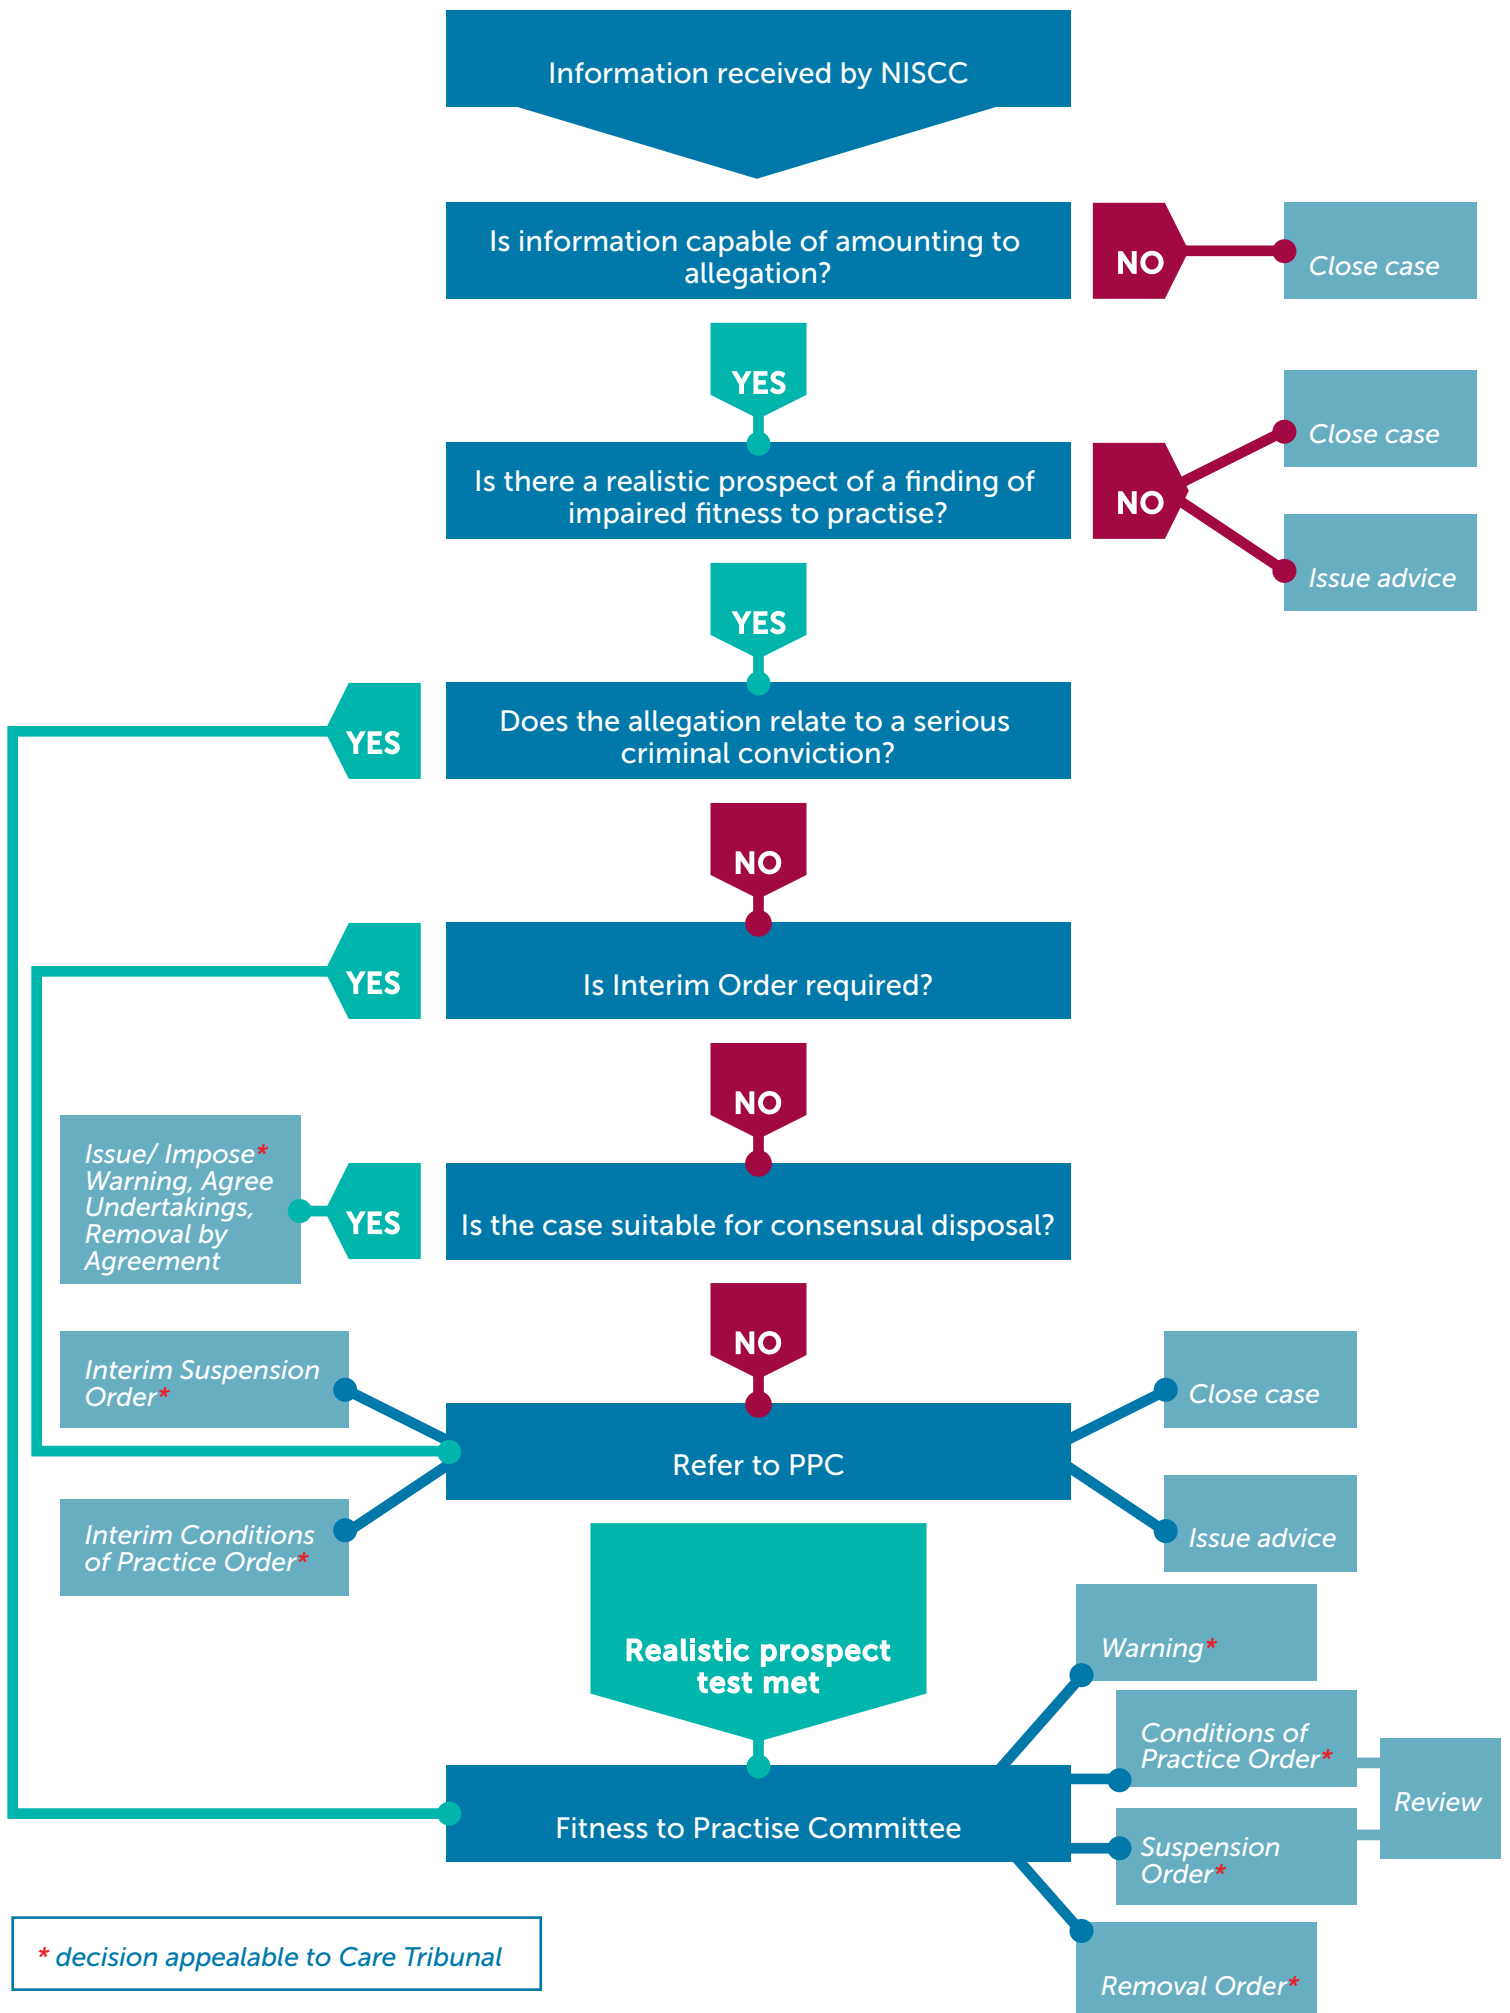 Information received by NISCC
Is information capable of amounting to
allegation?
NO
Close case
YES
Is there a realistic prospect of a finding of
impaired fitness to practise?
NO
Close case
Issue advice
YES
Does the allegation relate to a serious
criminal conviction?
YES
NO
Is Interim Order required?
YES
NO
Is the case suitable for consensual disposal?
YES
Issue/ Impose*
Warning, Agree
Undertakings,
Removal by
Agreement
NO
Refer to PPC
Interim Suspension
Order*
Interim Conditions
of Practice Order*
Close case
Issue advice
Realistic prospect
test met
Fitness to Practise Committee
Warning*
Conditions of
Practice Order*
Suspension
Order*
Review
Removal Order*
* decision appealable to Care Tribunal